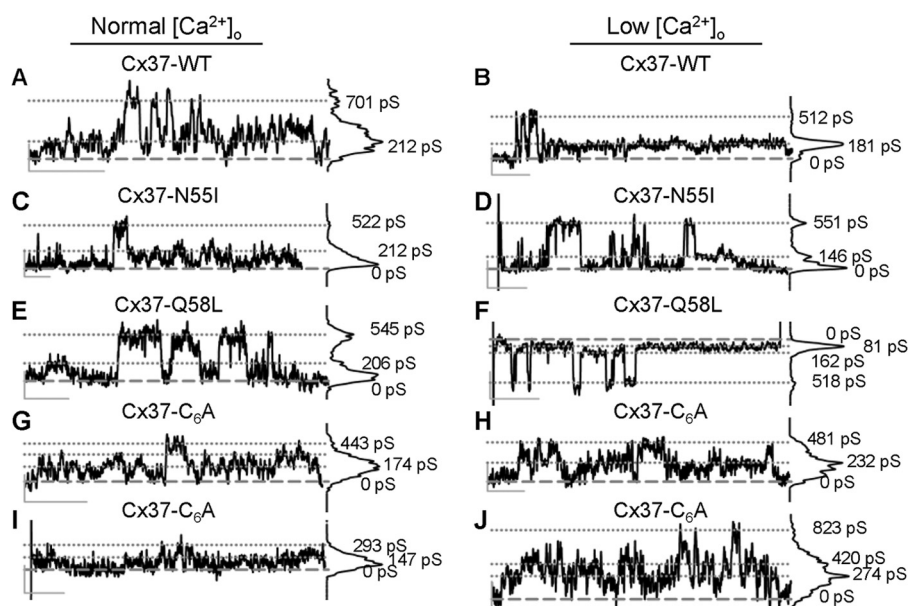 Normal [Ca²⁺]ₒ
Low [Ca²⁺]ₒ
A
Cx37-WT
701 pS
212 pS
B
Cx37-WT
512 pS
181 pS
0 pS
C
Cx37-N55I
522 pS
212 pS
0 pS
D
Cx37-N55I
551 pS
146 pS
0 pS
E
Cx37-Q58L
545 pS
206 pS
0 pS
F
Cx37-Q58L
0 pS
81 pS
162 pS
518 pS
G
Cx37-C₆A
443 pS
174 pS
0 pS
H
Cx37-C₆A
481 pS
232 pS
0 pS
I
Cx37-C₆A
293 pS
147 pS
0 pS
J
Cx37-C₆A
823 pS
420 pS
274 pS
0 pS